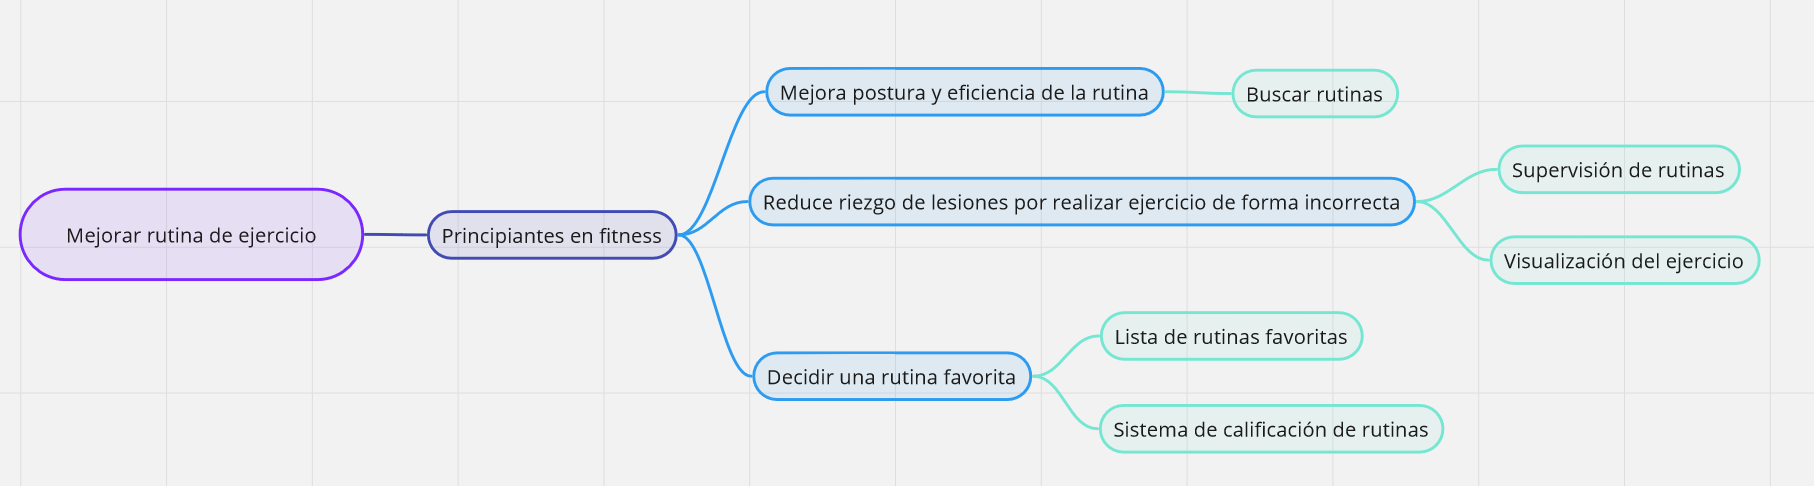 Mejorar rutina de ejercicio
Principiantes en fitness
Mejora postura y eficiencia de la rutina
Buscar rutinas
Reduce riezgo de lesiones por realizar ejercicio de forma incorrecta
Supervisión de rutinas
Visualización del ejercicio
Decidir una rutina favorita
Lista de rutinas favoritas
Sistema de calificación de rutinas